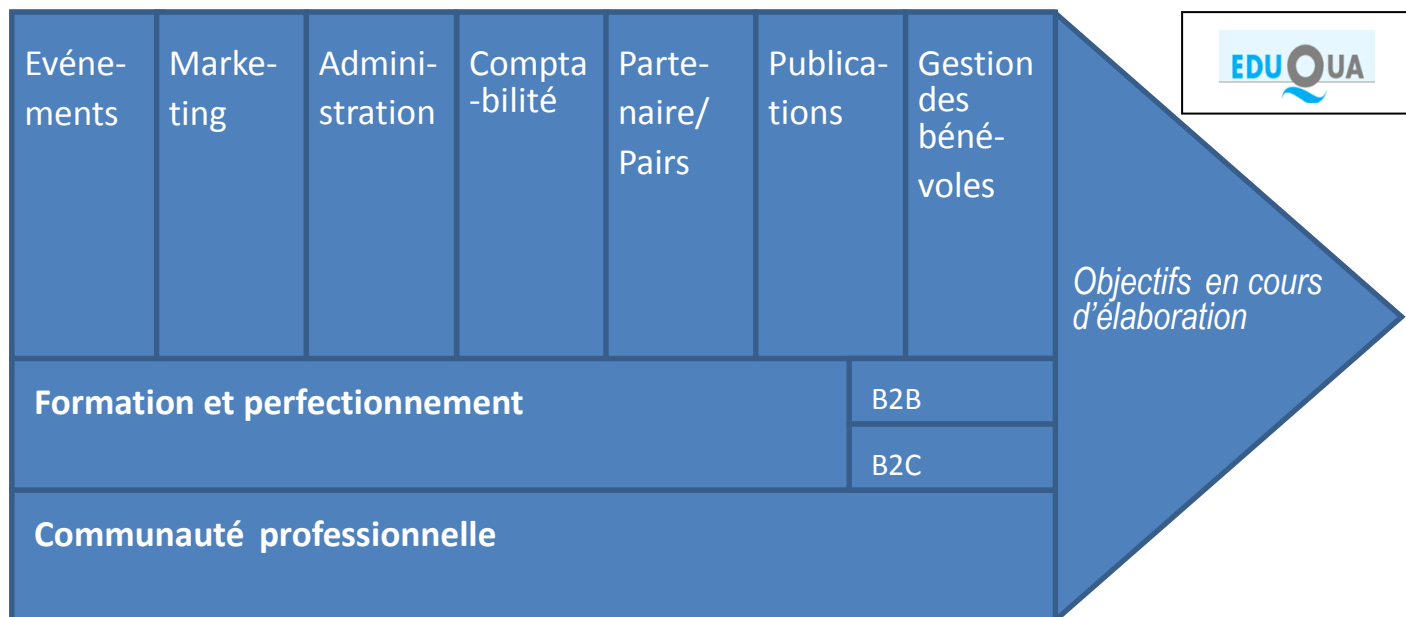 Evéne-
ments
Marke-
ting
Admini-
stration
Compta
-bilité
Parte-
naire/
Pairs
Publica-
tions
Gestion
des
béné-
voles
EDUQUA
Objectifs en cours
d’élaboration
Formation et perfectionnement
B2B
B2C
Communauté professionnelle